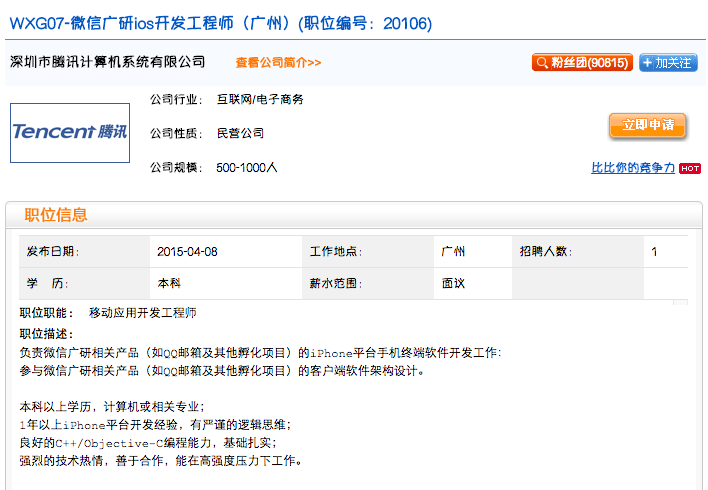 WXG07-微信广研ios开发工程师（广州）(职位编号：20106)
深圳市腾讯计算机系统有限公司 查看公司简介>> 粉丝团(90815) +加关注
Tencent 腾讯
公司行业： 互联网/电子商务
公司性质： 民营公司
立即申请
公司规模： 500-1000人
比比你的竞争力 HOT
职位信息
发布日期： 2015-04-08 工作地点： 广州 招聘人数： 1
学 历： 本科 薪水范围： 面议
职位职能： 移动应用开发工程师
职位描述：
负责微信广研相关产品（如QQ邮箱及其他孵化项目）的iPhone平台手机终端软件开发工作：
参与微信广研相关产品（如QQ邮箱及其他孵化项目）的客户端软件架构设计。
本科以上学历，计算机或相关专业；
1年以上iPhone平台开发经验，有严谨的逻辑思维；
良好的C++/Objective-C编程能力，基础扎实；
强烈的技术热情，善于合作，能在高强度压力下工作。